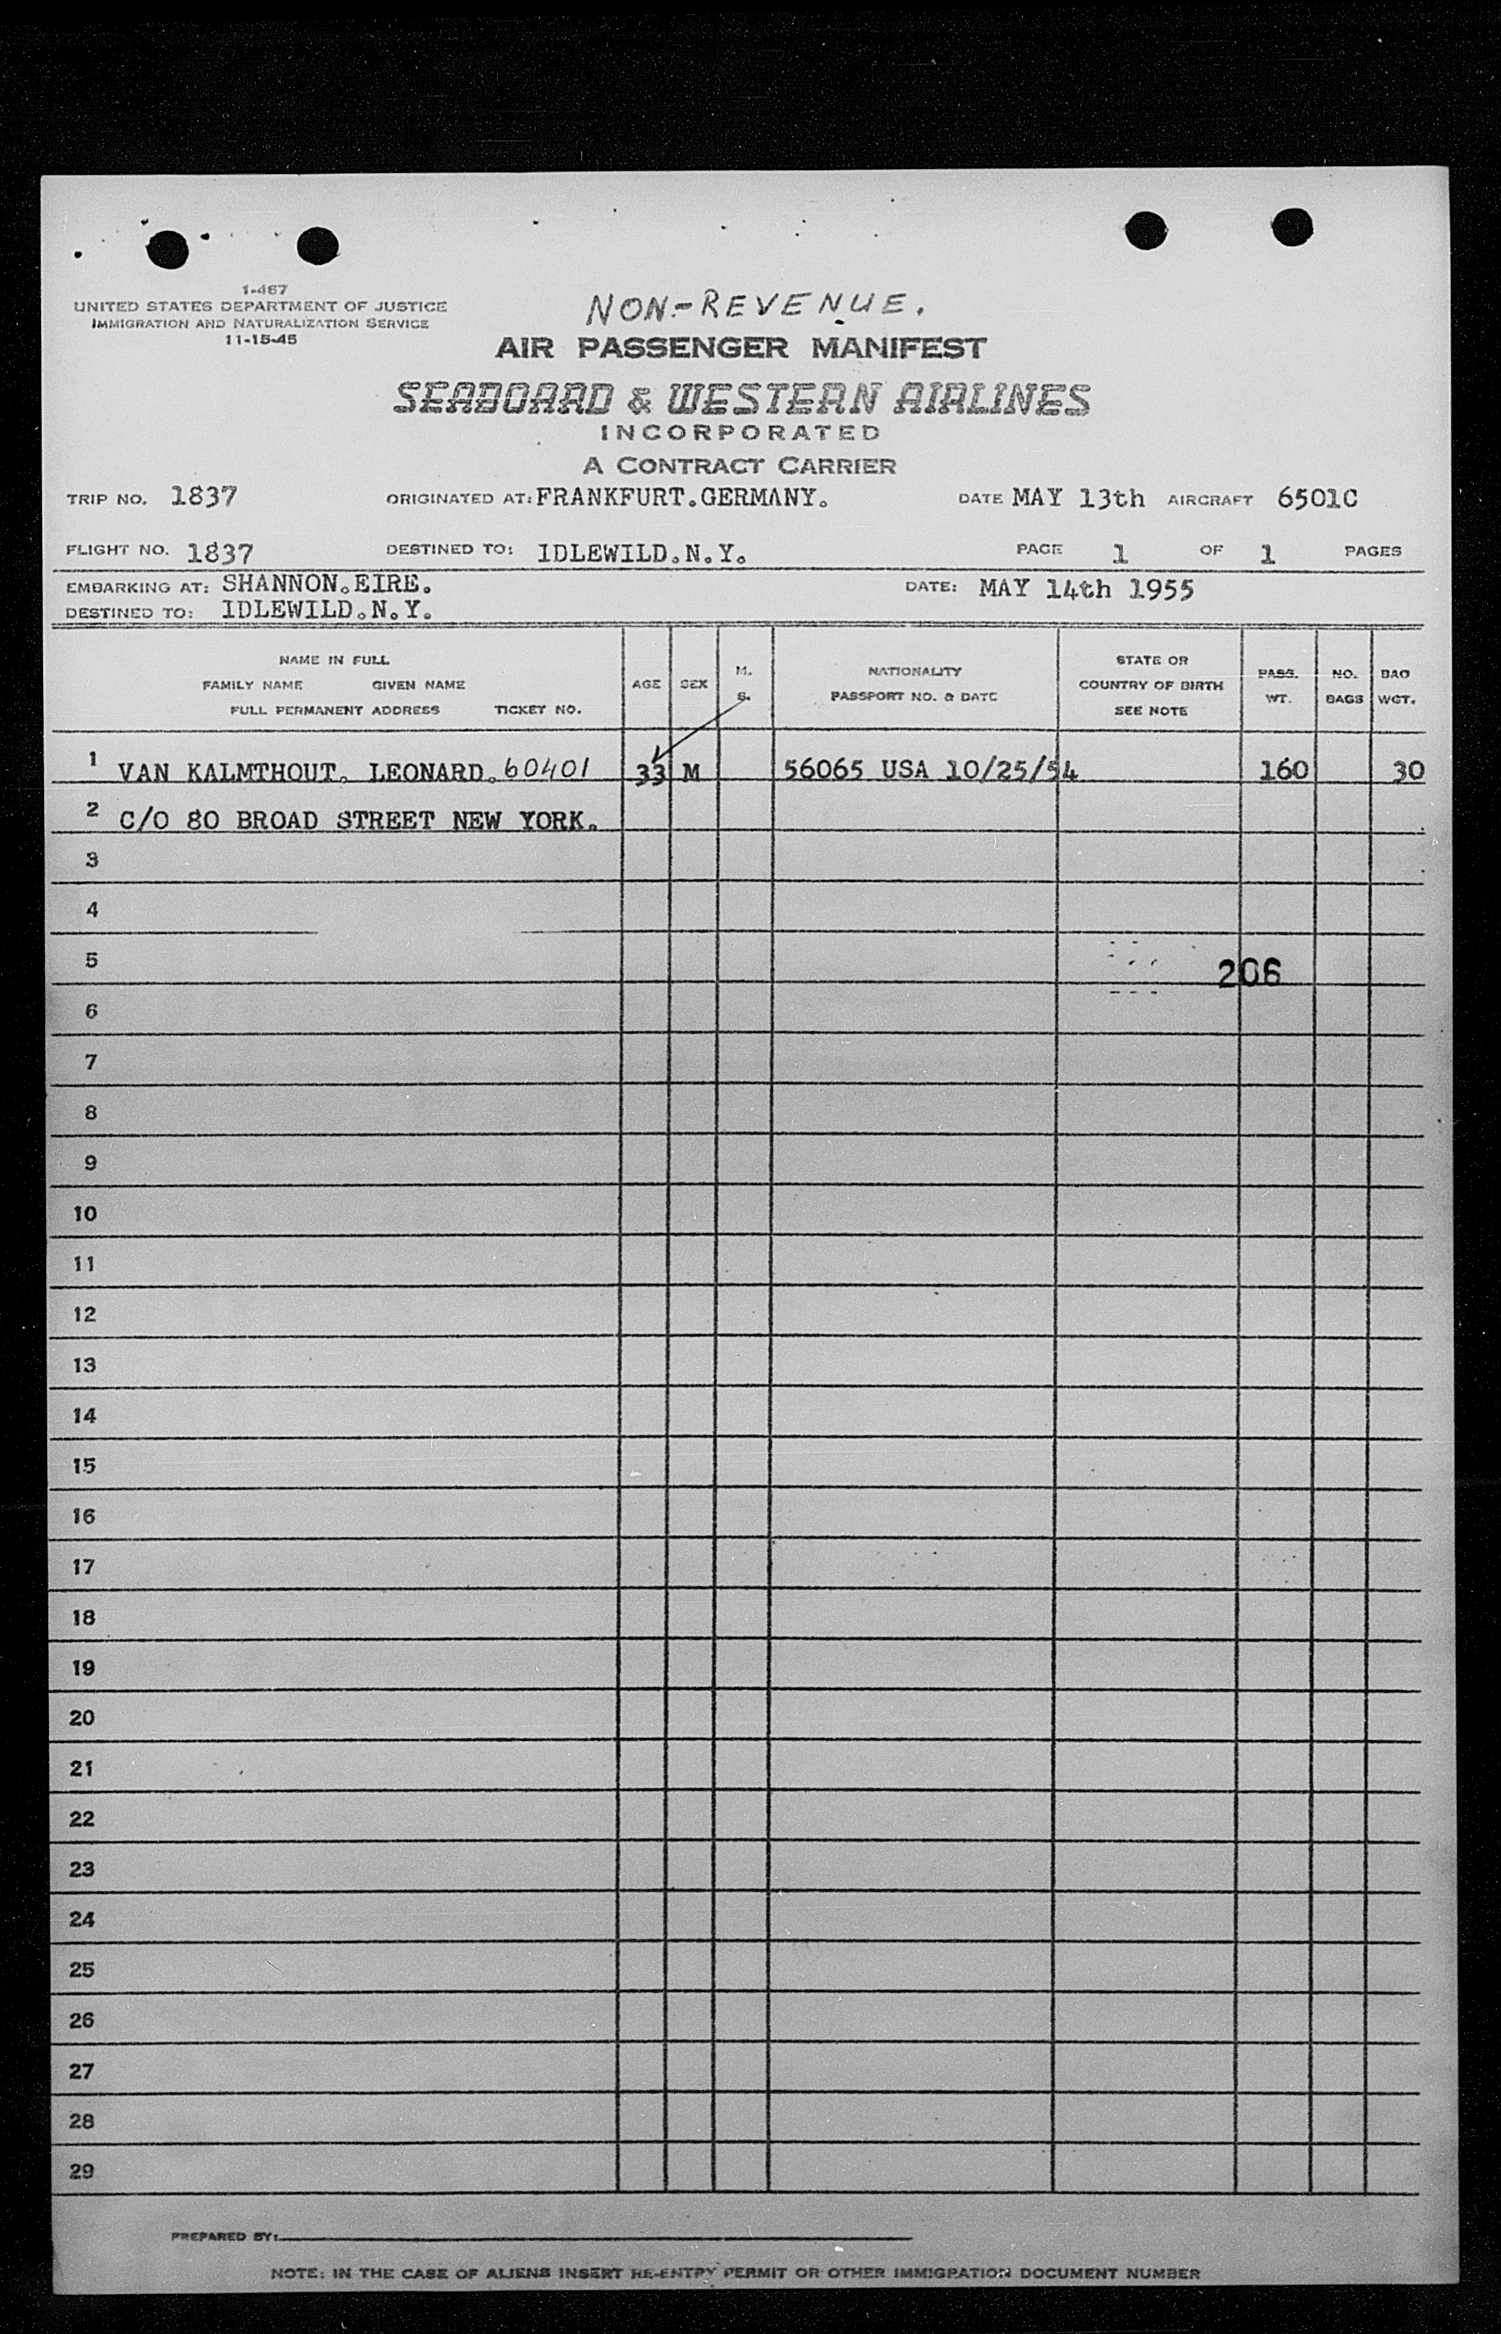 1-467
UNITED STATES DEPARTMENT OF JUSTICE
IMMIGRATION AND NATURALIZATION SERVICE
11-15-45
NON-REVENUE.
AIR PASSENGER MANIFEST
SEABOARD & WESTERN AIRLINES
INCORPORATED
A CONTRACT CARRIER
TRIP NO. 1837 ORIGINATED AT: FRANKFURT.GERMANY. DATE MAY 13th AIRCRAFT 6501C
FLIGHT NO. 1837 DESTINED TO: IDLEWILD.N.Y. PAGE 1 OF 1 PAGES
EMBARKING AT: SHANNON.EIRE. DATE: MAY 14th 1955
DESTINED TO: IDLEWILD.N.Y.
NAME IN FULL
FAMILY NAME GIVEN NAME
FULL PERMANENT ADDRESS TICKET NO.
AGE
SEX
M.
S.
NATIONALITY
PASSPORT NO. & DATE
STATE OR
COUNTRY OF BIRTH
SEE NOTE
PASS.
WT.
NO.
BAGS
BAG
WGT.
1 VAN KALMTHOUT. LEONARD. 60401 33 M 56065 USA 10/25/54 160 30
2 C/O 80 BROAD STREET NEW YORK.
3
4
5 206
6
7
8
9
10
11
12
13
14
15
16
17
18
19
20
21
22
23
24
25
26
27
28
29
PREPARED BY:
NOTE: IN THE CASE OF ALIENS INSERT RE-ENTRY PERMIT OR OTHER IMMIGRATION DOCUMENT NUMBER